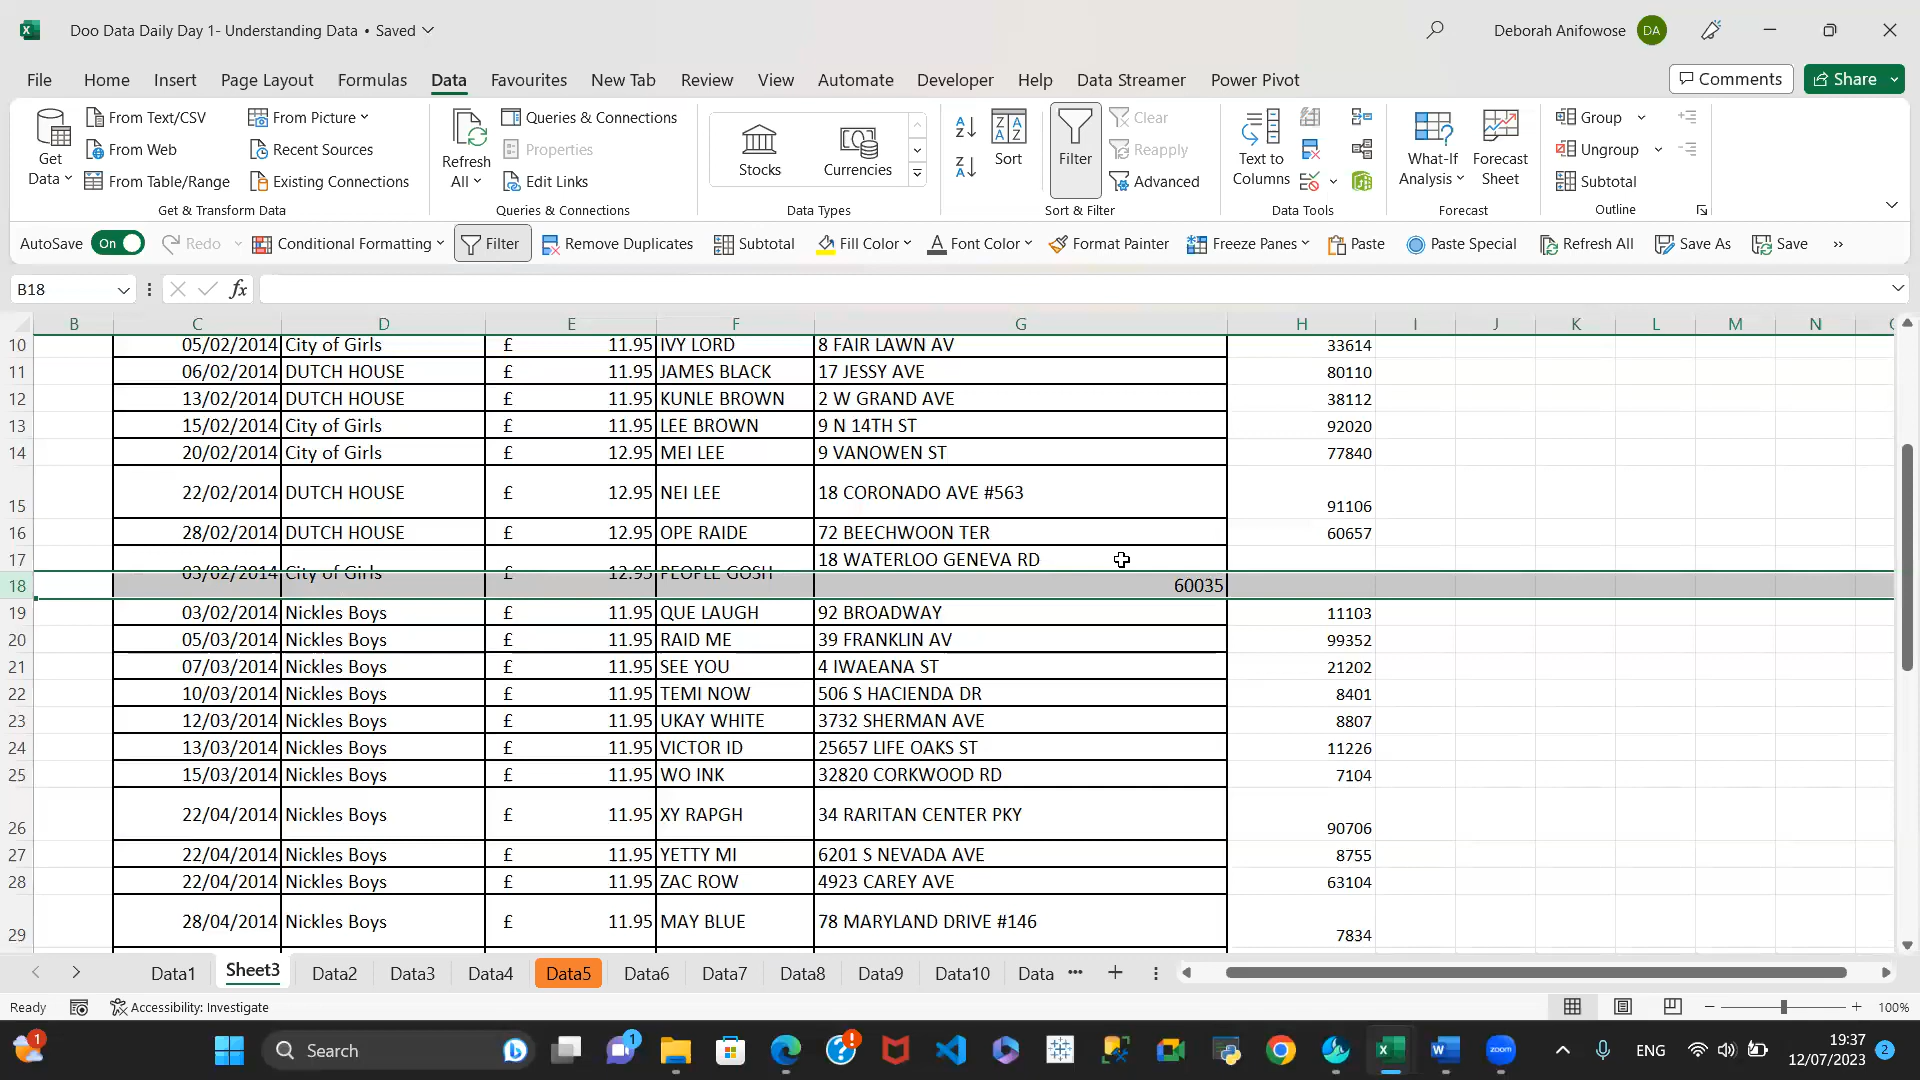 Doo Data Daily Day 1- Understanding Data • Saved
Deborah Anifowose DA
File Home Insert Page Layout Formulas Data Favourites New Tab Review View Automate Developer Help Data Streamer Power Pivot
Comments Share
Get Data
From Text/CSV
From Web
From Table/Range
From Picture
Recent Sources
Existing Connections
Get & Transform Data
Refresh All
Queries & Connections
Properties
Edit Links
Queries & Connections
Stocks Currencies
Data Types
Sort
Filter
Clear
Reapply
Advanced
Sort & Filter
Text to Columns
Data Tools
What-If Analysis
Forecast Sheet
Forecast
Group
Ungroup
Subtotal
Outline
AutoSave On Redo Conditional Formatting Filter Remove Duplicates Subtotal Fill Color Font Color Format Painter Freeze Panes Paste Paste Special Refresh All Save As Save
B18 fx
B C D E F G H I J K L M N
10 05/02/2014 City of Girls £ 11.95 IVY LORD 8 FAIR LAWN AV 33614
11 06/02/2014 DUTCH HOUSE £ 11.95 JAMES BLACK 17 JESSY AVE 80110
12 13/02/2014 DUTCH HOUSE £ 11.95 KUNLE BROWN 2 W GRAND AVE 38112
13 15/02/2014 City of Girls £ 11.95 LEE BROWN 9 N 14TH ST 92020
14 20/02/2014 City of Girls £ 12.95 MEI LEE 9 VANOWEN ST 77840
15 22/02/2014 DUTCH HOUSE £ 12.95 NEI LEE 18 CORONADO AVE #563 91106
16 28/02/2014 DUTCH HOUSE £ 12.95 OPE RAIDE 72 BEECHWOON TER 60657
17 03/02/2014 City of Girls £ 12.95 PEOPLE GOSH 18 WATERLOO GENEVA RD
18 60035
19 03/02/2014 Nickles Boys £ 11.95 QUE LAUGH 92 BROADWAY 11103
20 05/03/2014 Nickles Boys £ 11.95 RAID ME 39 FRANKLIN AV 99352
21 07/03/2014 Nickles Boys £ 11.95 SEE YOU 4 IWAEANA ST 21202
22 10/03/2014 Nickles Boys £ 11.95 TEMI NOW 506 S HACIENDA DR 8401
23 12/03/2014 Nickles Boys £ 11.95 UKAY WHITE 3732 SHERMAN AVE 8807
24 13/03/2014 Nickles Boys £ 11.95 VICTOR ID 25657 LIFE OAKS ST 11226
25 15/03/2014 Nickles Boys £ 11.95 WO INK 32820 CORKWOOD RD 7104
26 22/04/2014 Nickles Boys £ 11.95 XY RAPGH 34 RARITAN CENTER PKY 90706
27 22/04/2014 Nickles Boys £ 11.95 YETTY MI 6201 S NEVADA AVE 8755
28 22/04/2014 Nickles Boys £ 11.95 ZAC ROW 4923 CAREY AVE 63104
29 28/04/2014 Nickles Boys £ 11.95 MAY BLUE 78 MARYLAND DRIVE #146 7834
Data1 Sheet3 Data2 Data3 Data4 Data5 Data6 Data7 Data8 Data9 Data10 Data ...
Ready Accessibility: Investigate 100%
Search
ENG
19:37
12/07/2023